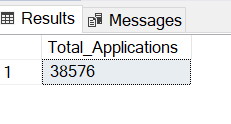 Results Messages
Total_Applications
1 38576